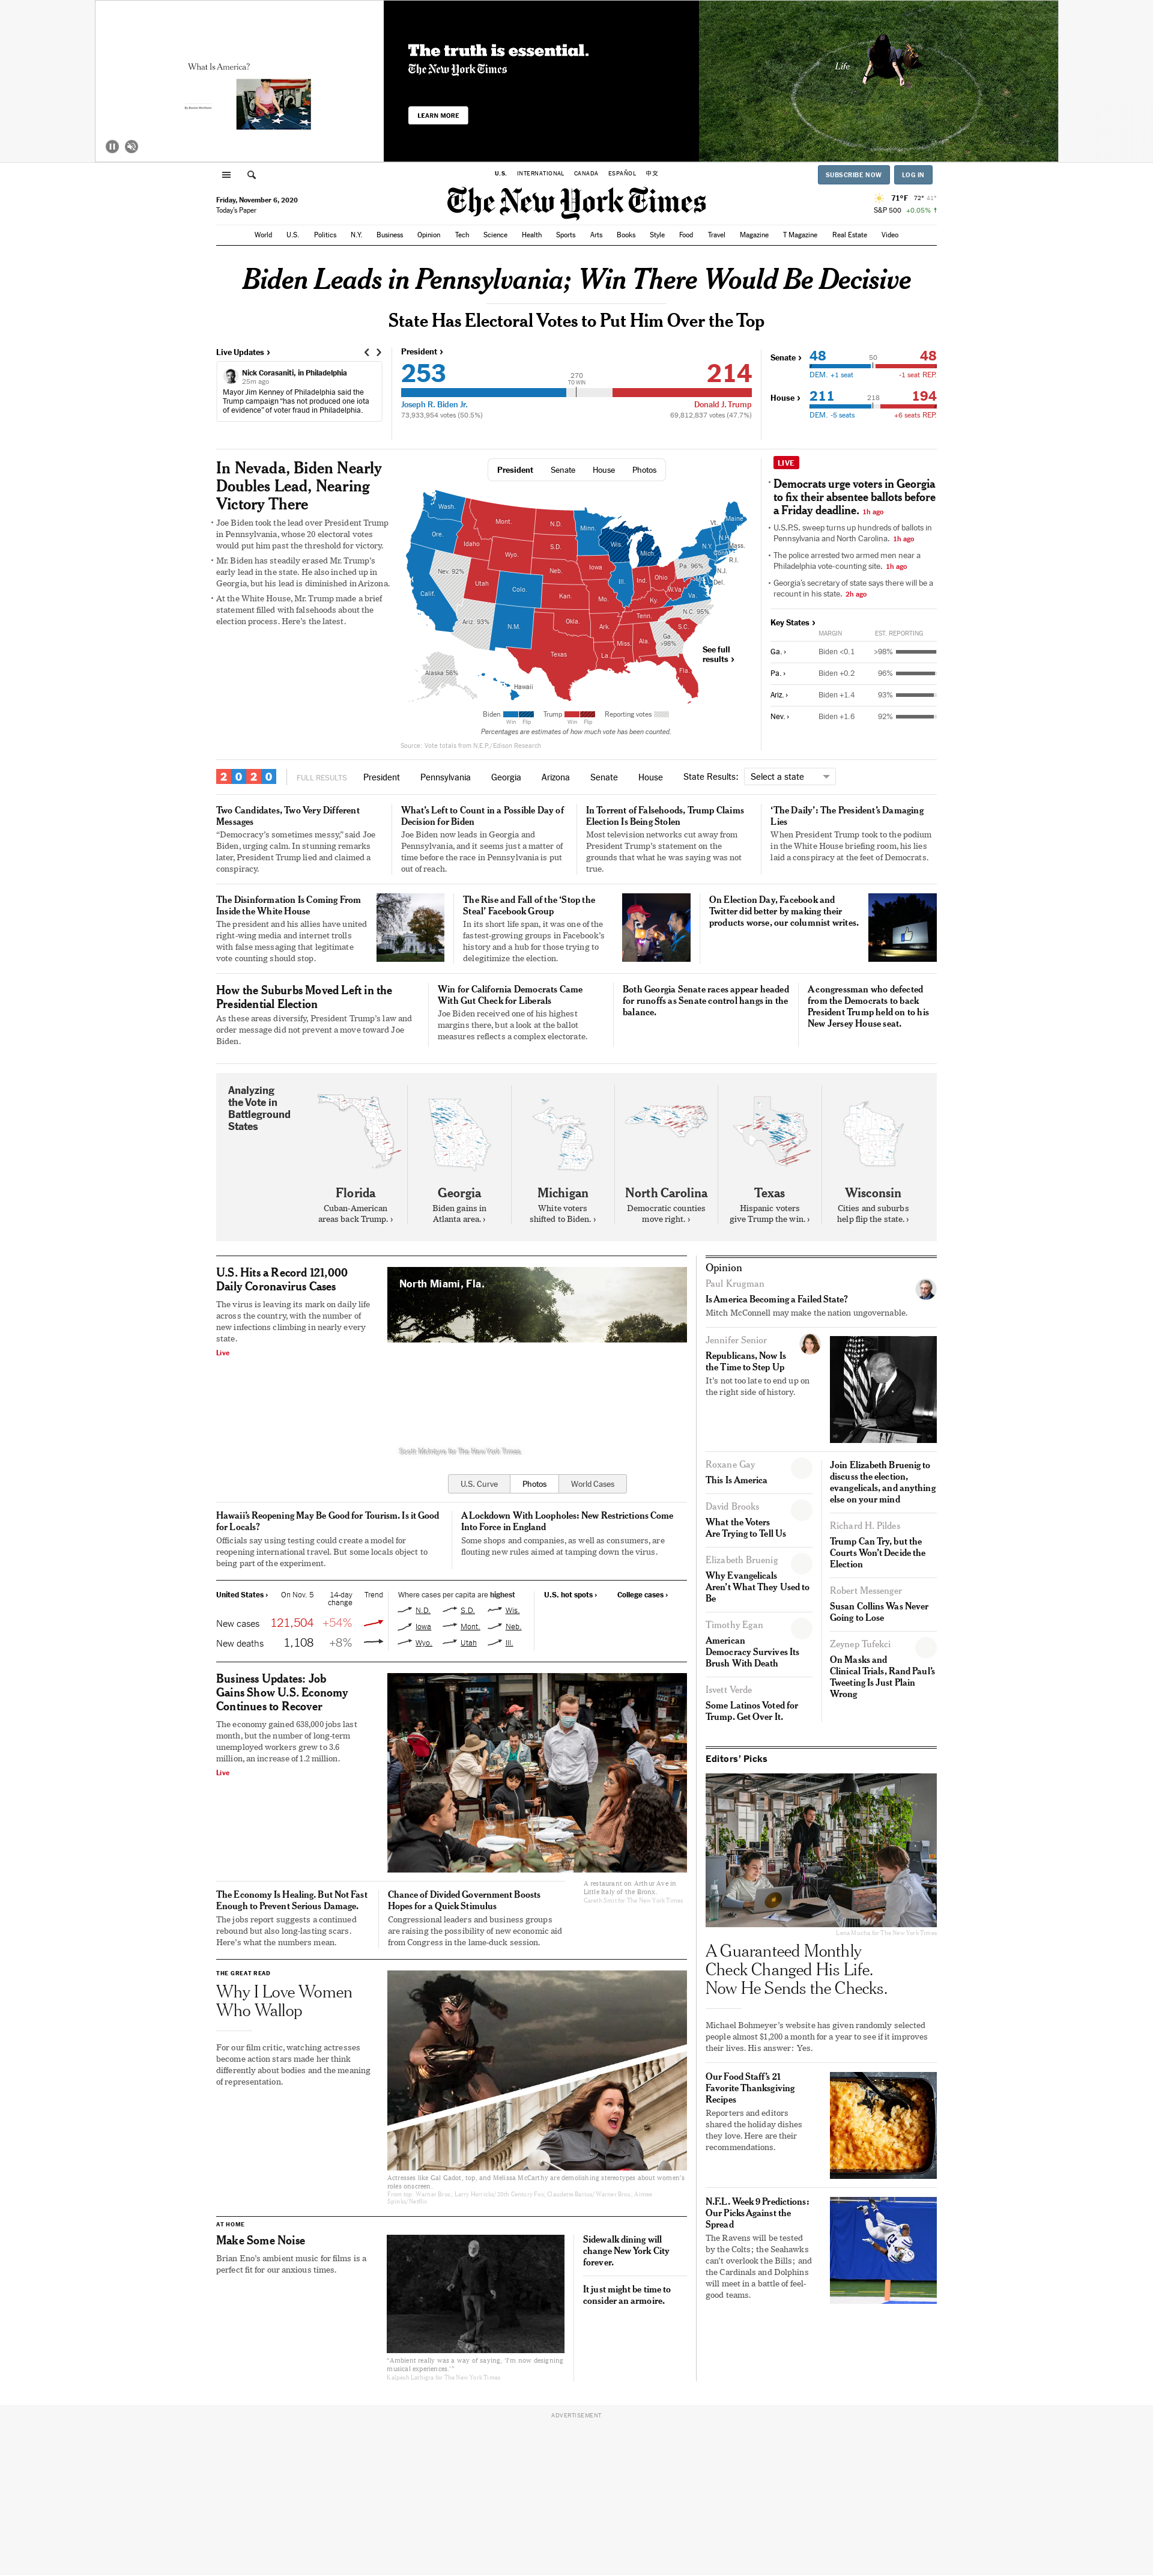 What Is America?
The truth is essential.
The New York Times
LEARN MORE
Life
U.S.
INTERNATIONAL
CANADA
ESPAÑOL
中文
SUBSCRIBE NOW
LOG IN
Friday, November 6, 2020
Today's Paper
The New York Times
71°F 72° 41°
S&P 500 +0.05% ↑
World
U.S.
Politics
N.Y.
Business
Opinion
Tech
Science
Health
Sports
Arts
Books
Style
Food
Travel
Magazine
T Magazine
Real Estate
Video
Biden Leads in Pennsylvania; Win There Would Be Decisive
State Has Electoral Votes to Put Him Over the Top
Live Updates ›
Nick Corasaniti, in Philadelphia
25m ago
Mayor Jim Kenney of Philadelphia said the
Trump campaign “has not produced one iota
of evidence” of voter fraud in Philadelphia.
President ›
253
270
TO WIN
214
Joseph R. Biden Jr.
Donald J. Trump
73,933,954 votes (50.5%)
69,812,837 votes (47.7%)
Senate ›
48
50
48
DEM. +1 seat
-1 seat REP.
House ›
211
218
194
DEM. -5 seats
+6 seats REP.
In Nevada, Biden Nearly
Doubles Lead, Nearing
Victory There
• Joe Biden took the lead over President Trump
in Pennsylvania, whose 20 electoral votes
would put him past the threshold for victory.
• Mr. Biden has steadily erased Mr. Trump’s
early lead in the state. He also inched up in
Georgia, but his lead is diminished in Arizona.
• At the White House, Mr. Trump made a brief
statement filled with falsehoods about the
election process. Here’s the latest.
President
Senate
House
Photos
Wash.
Mont.
N.D.
Minn.
Vt.
Maine
Ore.
Idaho
Wis.
N.H.
S.D.
Mich.
N.Y.
Mass.
Wyo.
Conn.
R.I.
Iowa
Pa. 96%
Nev. 92%
Neb.
N.J.
Utah
Ill.
Ind.
Ohio
Del.
Colo.
W.Va.
Calif.
Kan.
Mo.
Ky.
Va.
N.C. 95%
Tenn.
Ariz. 93%
N.M.
Okla.
Ark.
S.C.
Miss.
Ala.
Ga.
>98%
Texas
La.
Fla.
Alaska 56%
Hawaii
See full
results ›
Biden
Win
Flip
Trump
Win
Flip
Reporting votes
Percentages are estimates of how much vote has been counted.
Source: Vote totals from N.E.P./Edison Research
LIVE
• Democrats urge voters in Georgia
to fix their absentee ballots before
a Friday deadline. 1h ago
• U.S.P.S. sweep turns up hundreds of ballots in
Pennsylvania and North Carolina. 1h ago
• The police arrested two armed men near a
Philadelphia vote-counting site. 1h ago
• Georgia’s secretary of state says there will be a
recount in his state. 2h ago
Key States ›
MARGIN
EST. REPORTING
Ga. › Biden <0.1 >98%
Pa. › Biden +0.2 96%
Ariz. › Biden +1.4 93%
Nev. › Biden +1.6 92%
2020
FULL RESULTS
President
Pennsylvania
Georgia
Arizona
Senate
House
State Results:
Select a state
Two Candidates, Two Very Different
Messages
“Democracy’s sometimes messy,” said Joe
Biden, urging calm. In stunning remarks
later, President Trump lied and claimed a
conspiracy.
What’s Left to Count in a Possible Day of
Decision for Biden
Joe Biden now leads in Georgia and
Pennsylvania, and it seems just a matter of
time before the race in Pennsylvania is put
out of reach.
In Torrent of Falsehoods, Trump Claims
Election Is Being Stolen
Most television networks cut away from
President Trump’s statement on the
grounds that what he was saying was not
true.
‘The Daily’: The President’s Damaging
Lies
When President Trump took to the podium
in the White House briefing room, his lies
laid a conspiracy at the feet of Democrats.
The Disinformation Is Coming From
Inside the White House
The president and his allies have united
right-wing media and internet trolls
with false messaging that legitimate
vote counting should stop.
The Rise and Fall of the ‘Stop the
Steal’ Facebook Group
In its short life span, it was one of the
fastest-growing groups in Facebook’s
history and a hub for those trying to
delegitimize the election.
On Election Day, Facebook and
Twitter did better by making their
products worse, our columnist writes.
How the Suburbs Moved Left in the
Presidential Election
As these areas diversify, President Trump’s law and
order message did not prevent a move toward Joe
Biden.
Win for California Democrats Came
With Gut Check for Liberals
Joe Biden received one of his highest
margins there, but a look at the ballot
measures reflects a complex electorate.
Both Georgia Senate races appear headed
for runoffs as Senate control hangs in the
balance.
A congressman who defected
from the Democrats to back
President Trump held on to his
New Jersey House seat.
Analyzing
the Vote in
Battleground
States
Florida
Cuban-American
areas back Trump. ›
Georgia
Biden gains in
Atlanta area. ›
Michigan
White voters
shifted to Biden. ›
North Carolina
Democratic counties
move right. ›
Texas
Hispanic voters
give Trump the win. ›
Wisconsin
Cities and suburbs
help flip the state. ›
U.S. Hits a Record 121,000
Daily Coronavirus Cases
The virus is leaving its mark on daily life
across the country, with the number of
new infections climbing in nearly every
state.
Live
North Miami, Fla.
Scott McIntyre for The New York Times
U.S. Curve
Photos
World Cases
Hawaii’s Reopening May Be Good for Tourism. Is it Good
for Locals?
Officials say using testing could create a model for
reopening international travel. But some locals object to
being part of the experiment.
A Lockdown With Loopholes: New Restrictions Come
Into Force in England
And some companies, as well as consumers, are
flouting new rules aimed at tamping down the virus.
United States ›
On Nov. 5
14-day
change
Trend
New cases 121,504 +54%
New deaths 1,108 +8%
Where cases per capita are highest
N.D.
S.D.
Wis.
Iowa
Mont.
Neb.
Wyo.
Utah
Ill.
U.S. hot spots ›
College cases ›
Business Updates: Job
Gains Show U.S. Economy
Continues to Recover
The economy gained 638,000 jobs last
month, but the number of long-term
unemployed workers grew to 3.6
million, an increase of 1.2 million.
Live
A restaurant on Arthur Ave in
Little Italy of the Bronx.
Gareth Smit for The New York Times
The Economy Is Healing. But Not Fast
Enough to Prevent Serious Damage.
The jobs report suggests a continued
rebound but also long-lasting scars.
Here’s what the numbers mean.
Chance of Divided Government Boosts
Hopes for a Quick Stimulus
Congressional leaders and business groups
are raising the possibility of new economic aid
from Congress in the lame-duck session.
THE GREAT READ
Why I Love Women
Who Wallop
For our film critic, watching actresses
become action stars made her think
differently about bodies and the meaning
of representation.
Actresses like Gal Gadot, top, and Melissa McCarthy are demolishing stereotypes about women’s
roles onscreen.
AT HOME
Make Some Noise
Brian Eno’s ambient music for films is a
perfect fit for our anxious times.
“Ambient really was a way of saying, ‘I’m now designing
musical experiences.’”
Kalpesh Lathigra for The New York Times
Sidewalk dining will
change New York City
forever.
It just might be time to
consider an armoire.
Opinion
Paul Krugman
Is America Becoming a Failed State?
Mitch McConnell may make the nation ungovernable.
Jennifer Senior
Republicans, Now Is
the Time to Step Up
It’s not too late to end up on
the right side of history.
Roxane Gay
This Is America
David Brooks
What the Voters
Are Trying to Tell Us
Elizabeth Bruenig
Why Evangelicals
Aren’t What They Used to
Be
Timothy Egan
American
Democracy Survives Its
Brush With Death
Isvett Verde
Some Latinos Voted for
Trump. Get Over It.
Join Elizabeth Bruenig to
discuss the election,
evangelicals, and anything
else on your mind
Richard H. Pildes
Trump Can Try, but the
Courts Won’t Decide the
Election
Robert Messenger
Susan Collins Was Never
Going to Lose
Zeynep Tufekci
On Masks and
Clinical Trials, Rand Paul’s
Tweeting Is Just Plain
Wrong
Editors’ Picks
Lena Mucha for The New York Times
A Guaranteed Monthly
Check Changed His Life.
Now He Sends the Checks.
Michael Bohmeyer’s website has given randomly selected
people almost $1,200 a month for a year to see if it improves
their lives. His answer: Yes.
Our Food Staff’s 21
Favorite Thanksgiving
Recipes
Reporters and editors
shared the holiday dishes
they love. Here are their
recommendations.
N.F.L. Week 9 Predictions:
Our Picks Against the
Spread
The Ravens will be tested
by the Colts; the Seahawks
can’t overlook the Bills; and
the Cardinals and Dolphins
will meet in a battle of feel-
good teams.
ADVERTISEMENT